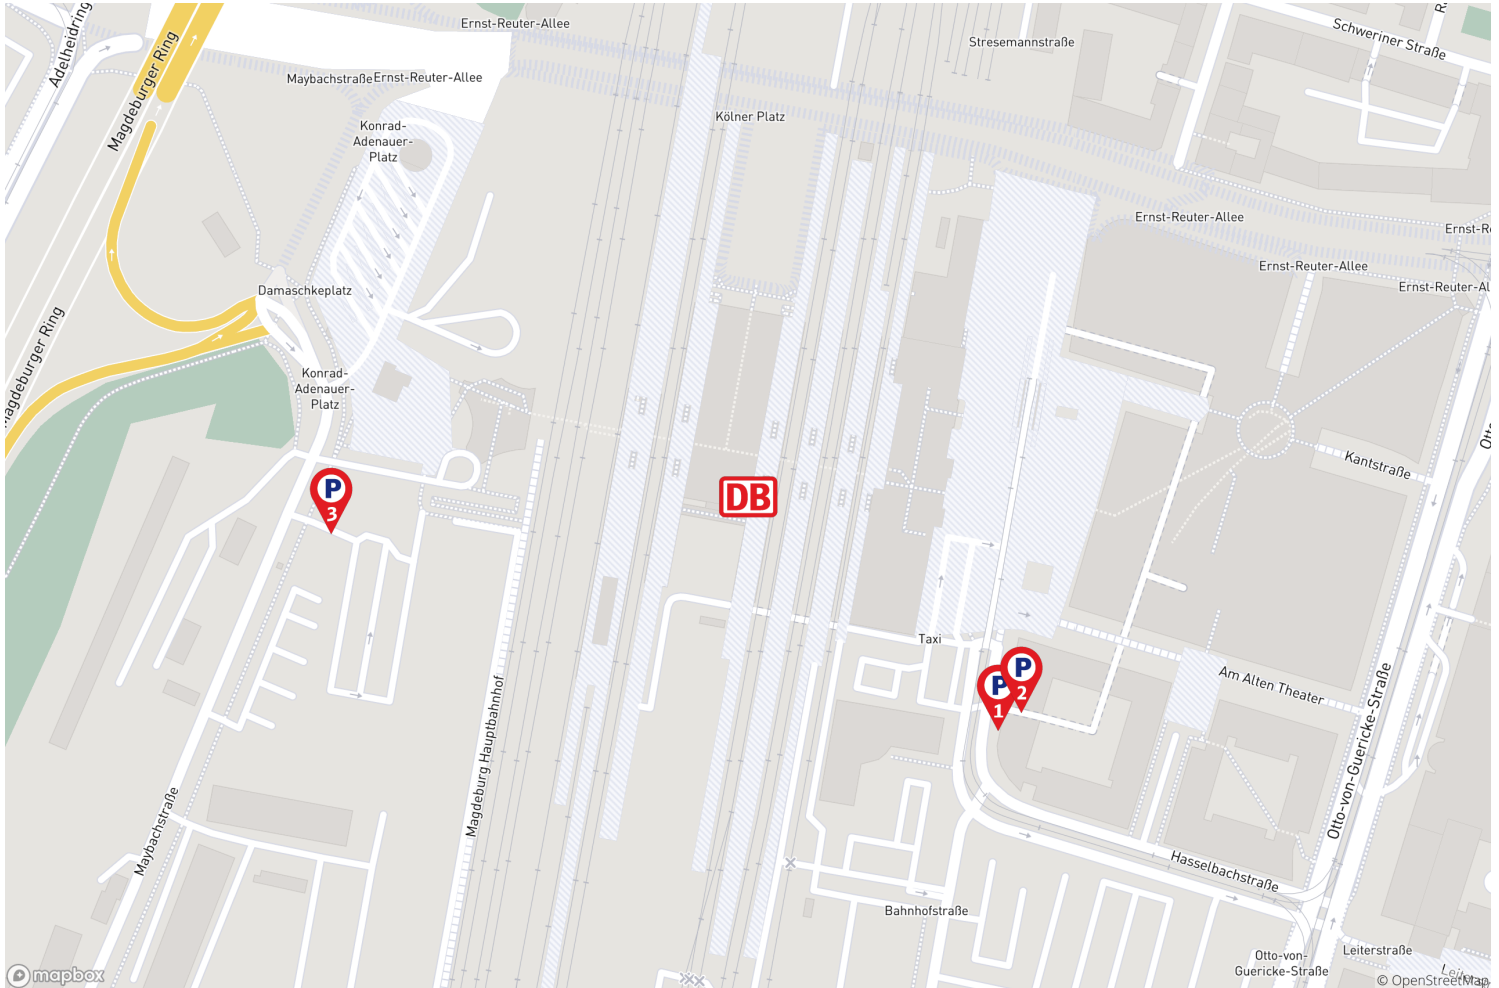 Ernst-Reuter-Allee
Stresemannstraße
Schweriner Straße
Adelheidring
Magdeburger Ring
Maybachstraße
Ernst-Reuter-Allee
Kölner Platz
Konrad-
Adenauer-
Platz
Ernst-Reuter-Allee
Ernst-R
Ernst-Reuter-Allee
Ernst-Reuter-Al
Damaschkeplatz
Magdeburger Ring
Konrad-
Adenauer-
Platz
Otto
Kantstraße
P
3
DB
Taxi
P
1
P
2
Am Alten Theater
Otto-von-Guericke-Straße
Magdeburg Hauptbahnhof
Maybachstraße
Hasselbachstraße
Bahnhofstraße
Otto-von-
Guericke-Straße
Leiterstraße
mapbox
© OpenStreetMap